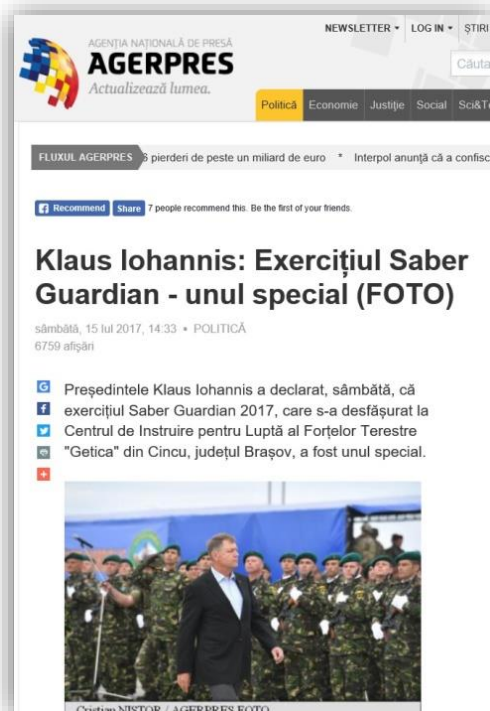 NEWSLETTER LOG IN ȘTIRI
AGENȚIA NAȚIONALĂ DE PRESĂ
AGERPRES
Actualizează lumea.
Căuta
Politică Economie Justiție Social Sci&Te
FLUXUL AGERPRES pierderi de peste un miliard de euro * Interpol anunță că a confisc
Recommend Share 7 people recommend this. Be the first of your friends.
Klaus Iohannis: Exercițiul Saber
Guardian - unul special (FOTO)
sâmbătă, 15 Iul 2017, 14:33 • POLITICĂ
6759 afișări
Președintele Klaus Iohannis a declarat, sâmbătă, că
exercițiul Saber Guardian 2017, care s-a desfășurat la
Centrul de Instruire pentru Luptă al Forțelor Terestre
"Getica" din Cincu, județul Brașov, a fost unul special.
Cristian NISTOR / AGERPRES FOTO